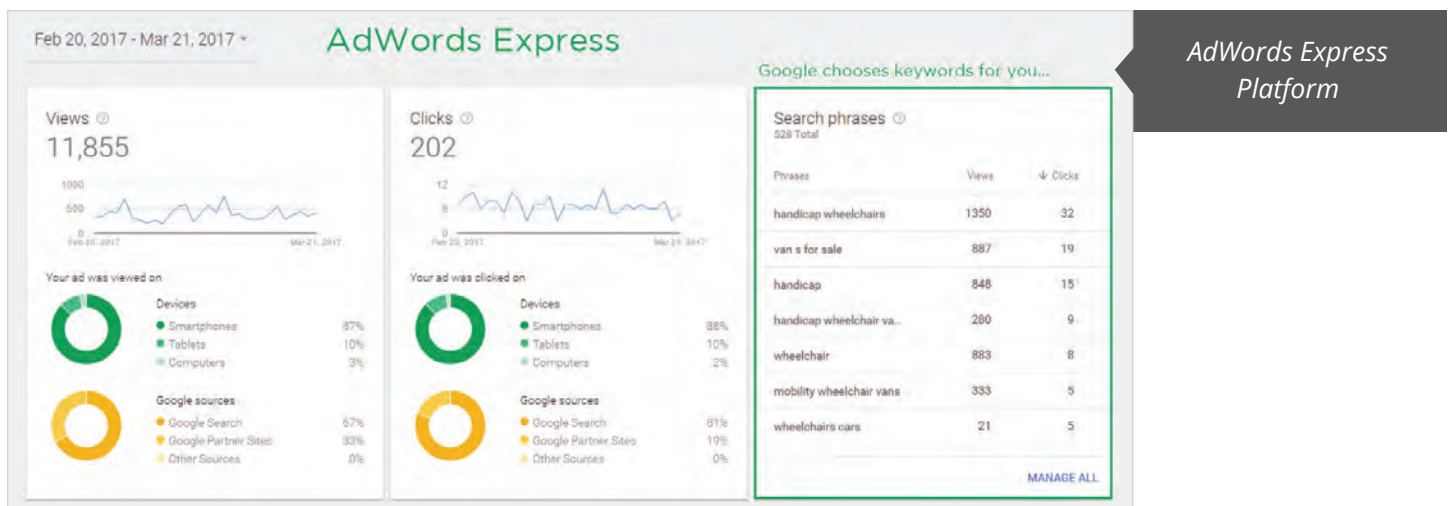 Feb 20, 2017 - Mar 21, 2017
AdWords Express
Google chooses keywords for you...
AdWords Express
Platform
Views
11,855
1000
500
0
Feb 20, 2017 Mar 21, 2017
Your ad was viewed on
Devices
Smartphones 87%
Tablets 10%
Computers 3%
Google sources
Google Search 67%
Google Partner Sites 33%
Other Sources 0%
Clicks
202
12
6
0
Feb 20, 2017 Mar 21, 2017
Your ad was clicked on
Devices
Smartphones 88%
Tablets 10%
Computers 2%
Google sources
Google Search 81%
Google Partner Sites 19%
Other Sources 0%
Search phrases
528 Total
Phrases Views Clicks
handicap wheelchairs 1350 32
van s for sale 887 19
handicap 848 15
handicap wheelchair va... 280 9
wheelchair 883 8
mobility wheelchair vans 333 5
wheelchairs cars 21 5
MANAGE ALL